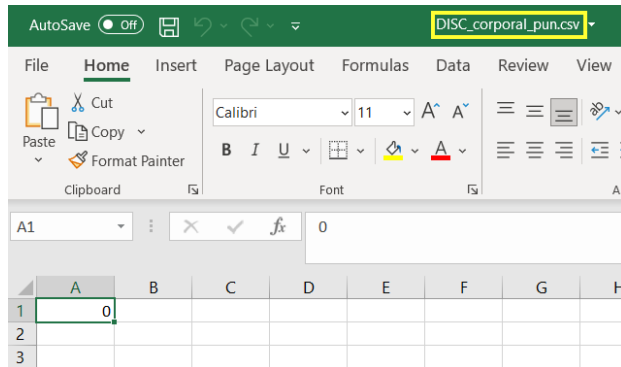 AutoSave Off DISC_corporal_pun.csv
File Home Insert Page Layout Formulas Data Review View
Cut
Copy
Paste
Format Painter
Calibri 11 A^ Aˇ
B I U A
Clipboard Font A
A1 fx 0
A B C D E F G H
1 0
2
3